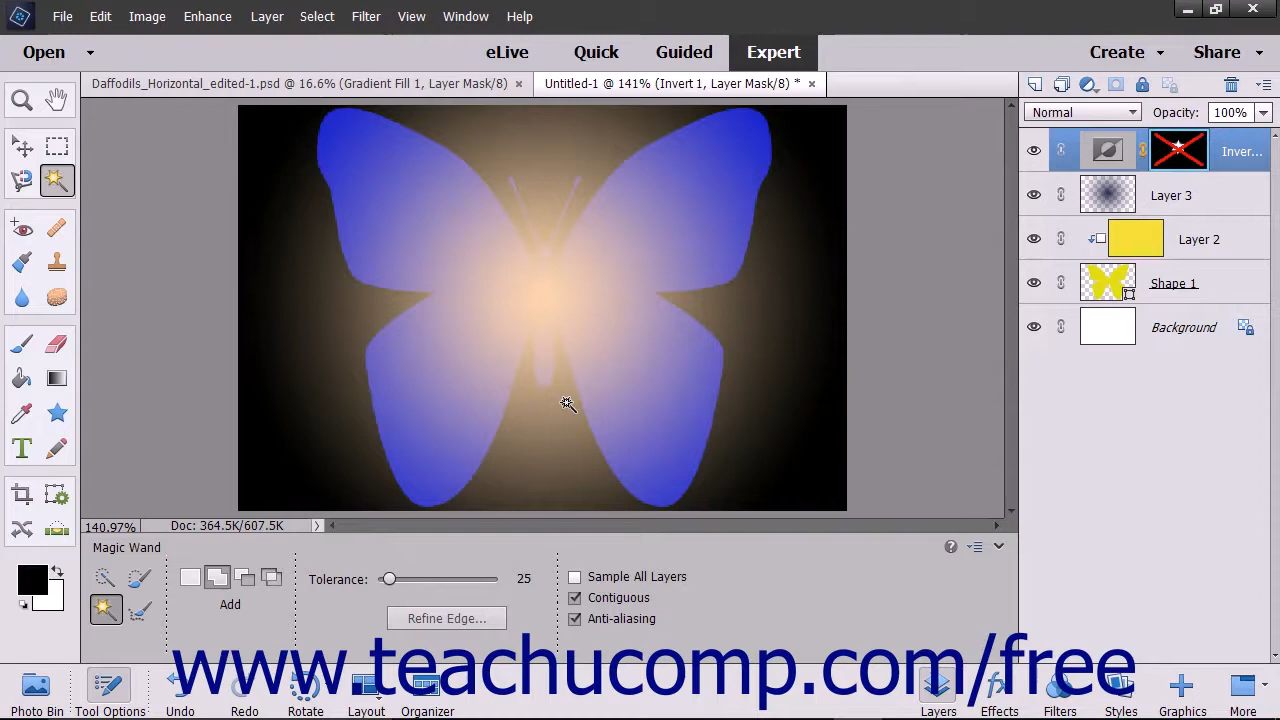 File Edit Image Enhance Layer Select Filter View Window Help
Open eLive Quick Guided Expert Create Share
Daffodils_Horizontal_edited-1.psd @ 16.6% (Gradient Fill 1, Layer Mask/8) × Untitled-1 @ 141% (Invert 1, Layer Mask/8) * ×
Normal Opacity: 100%
Inver...
Layer 3
Layer 2
Shape 1
Background
140.97% Doc: 364.5K/607.5K
Magic Wand
Sample All Layers
Tolerance: 25
Contiguous
Add
Refine Edge...
Anti-aliasing
www.teachucomp.com/free
Photo Bin Tool Options Undo Redo Rotate Layout Organizer Layers Effects Filters Styles Graphics More